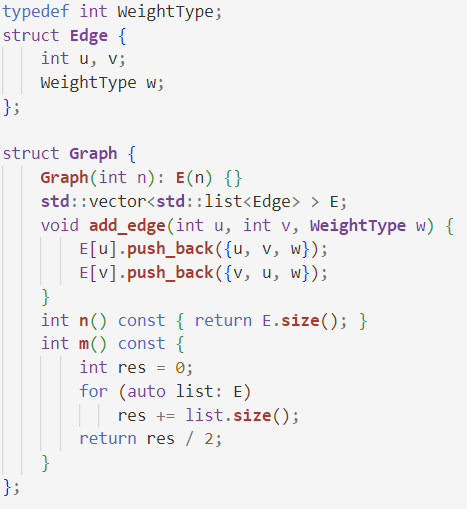 typedef int WeightType;
struct Edge {
    int u, v;
    WeightType w;
};

struct Graph {
    Graph(int n): E(n) {}
    std::vector<std::list<Edge> > E;
    void add_edge(int u, int v, WeightType w) {
        E[u].push_back({u, v, w});
        E[v].push_back({v, u, w});
    }
    int n() const { return E.size(); }
    int m() const {
        int res = 0;
        for (auto list: E)
            res += list.size();
        return res / 2;
    }
};